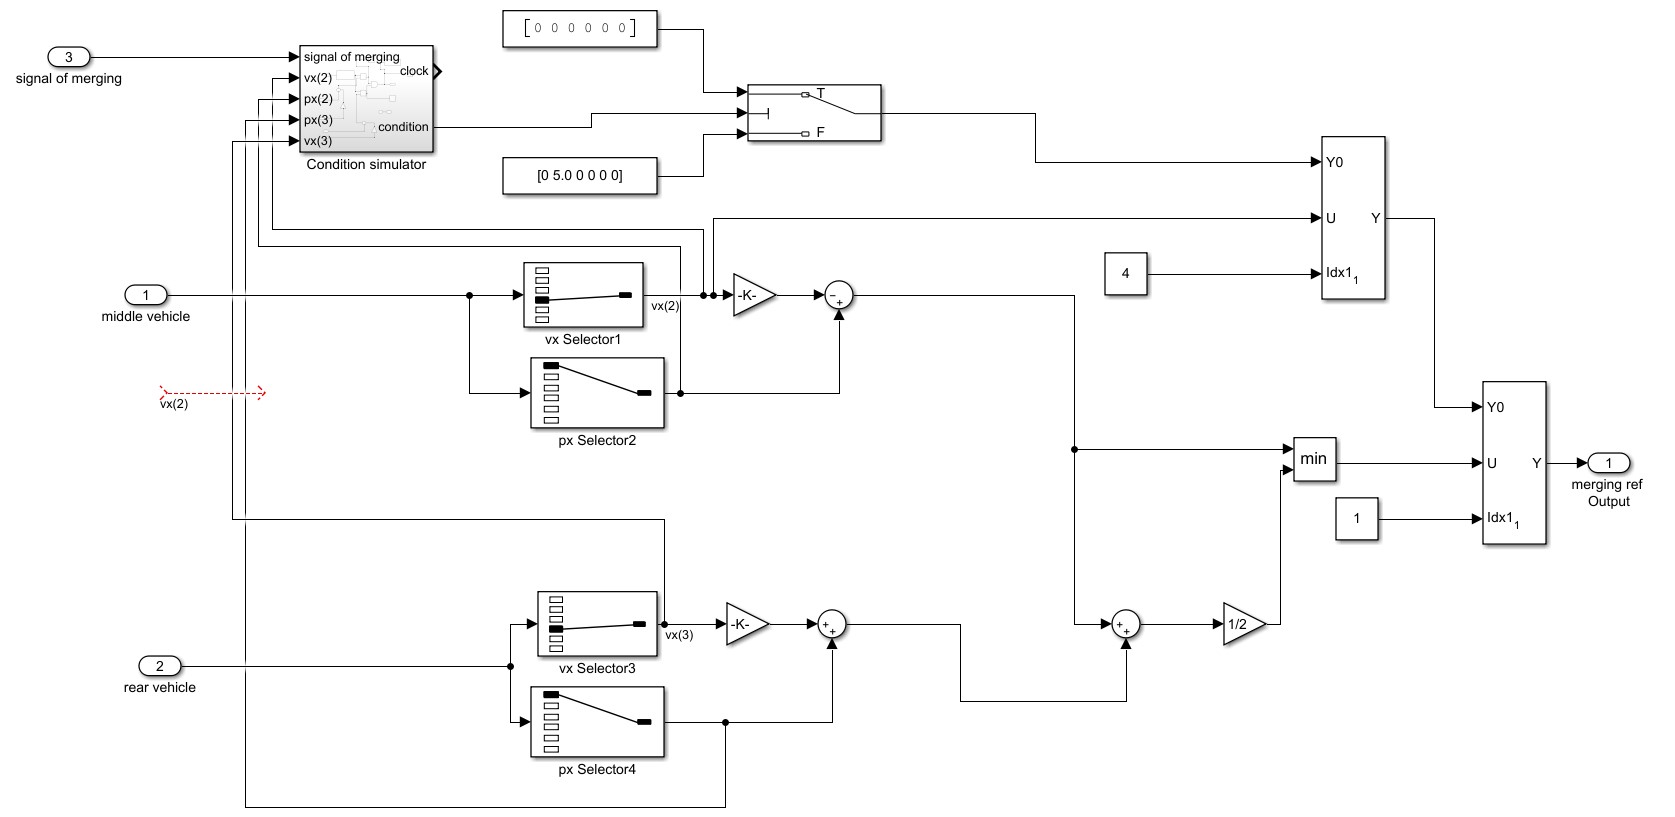 [ 0 0 0 0 0 0 ]
3
signal of merging
signal of merging
clock
vx(2)
px(2)
px(3)
condition
vx(3)
Condition simulator
T
F
[0 5.0 0 0 0 0]
Y0
U
Y
Idx1 1
4
1
middle vehicle
vx(2)
vx Selector1
-K-
− +
px Selector2
vx(2)
Y0
U
Y
Idx1 1
min
1
1
merging ref
Output
vx(3)
vx Selector3
-K-
+ +
+ +
1/2
2
rear vehicle
px Selector4